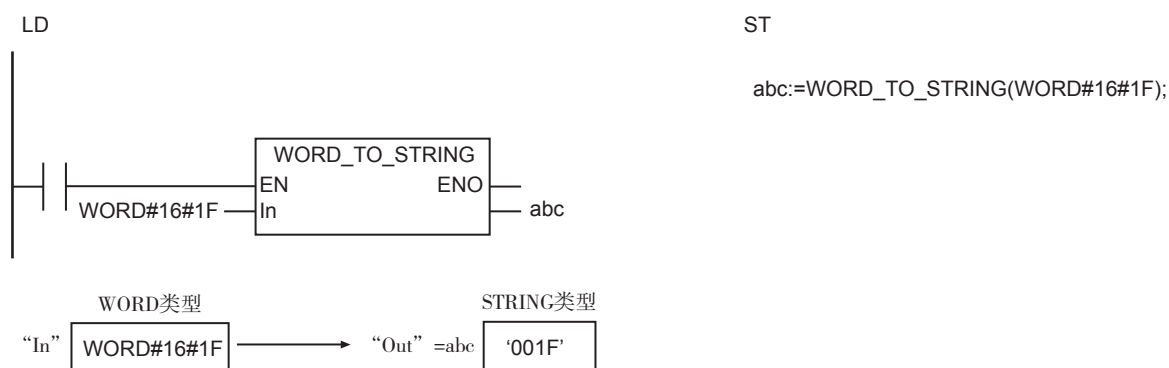 LD
ST
abc:=WORD_TO_STRING(WORD#16#1F);
WORD_TO_STRING
EN ENO
WORD#16#1F In abc
WORD类型 STRING类型
“In” WORD#16#1F “Out” =abc ‘001F’